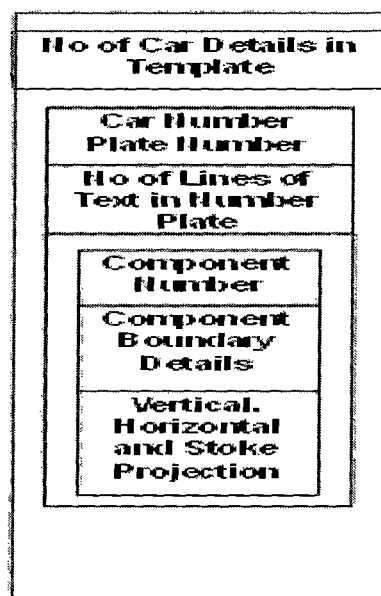 No of Car Details in
Template
Car Number
Plate Number
No of Lines of
Text in Number
Plate
Component
Number
Component
Boundary
Details
Vertical,
Horizontal
and Stoke
Projection